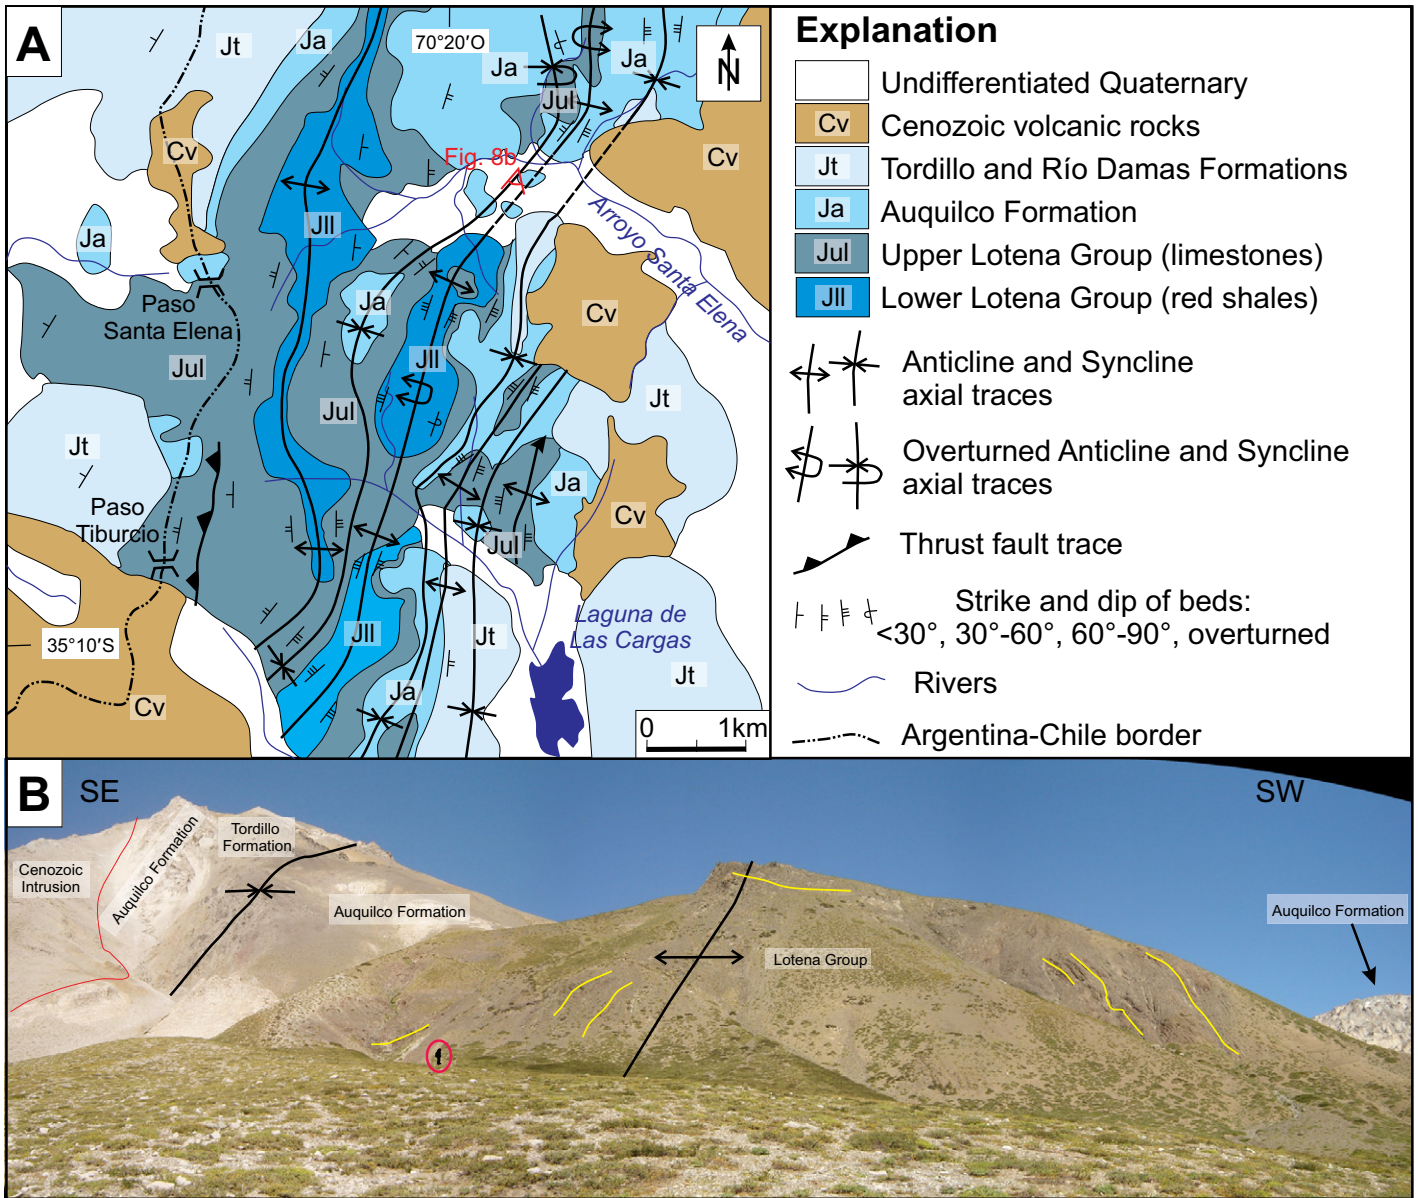 A
70°20'O
N
Jt
Ja
Ja
Ja
Jul
Cv
Fig. 8b
Cv
Jll
Ja
Arroyo Santa Elena
Paso
Santa Elena
Ja
Cv
Jul
Jll
Jt
Jul
Jt
Paso
Tiburcio
Ja
Cv
Jul
Laguna de
Las Cargas
35°10'S
Jll
Jt
Jt
Cv
Ja
0 1km
Explanation
Undifferentiated Quaternary
Cv Cenozoic volcanic rocks
Jt Tordillo and Río Damas Formations
Ja Auquilco Formation
Jul Upper Lotena Group (limestones)
Jll Lower Lotena Group (red shales)
Anticline and Syncline
axial traces
Overturned Anticline and Syncline
axial traces
Thrust fault trace
Strike and dip of beds:
<30°, 30°-60°, 60°-90°, overturned
Rivers
Argentina-Chile border
B
SE
SW
Tordillo
Formation
Auquilco Formation
Cenozoic
Intrusion
Auquilco Formation
Auquilco Formation
Lotena Group